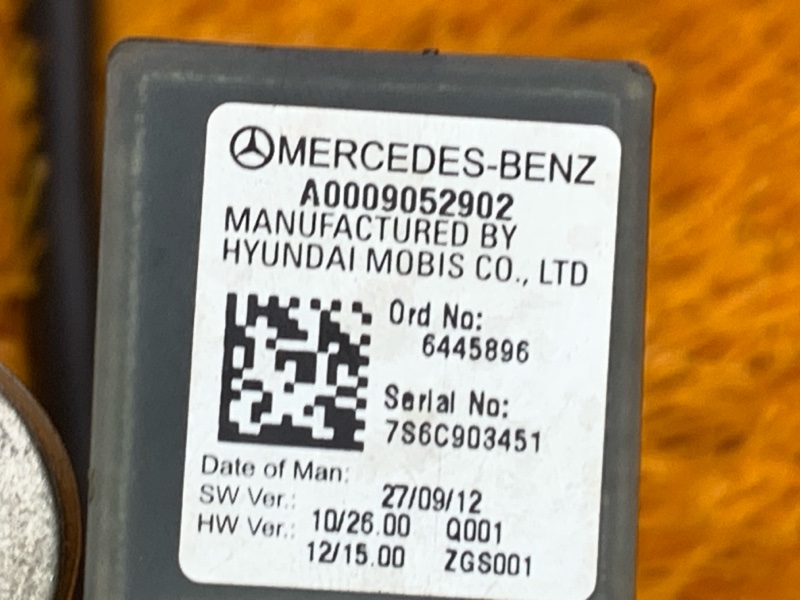 MERCEDES-BENZ
A0009052902
MANUFACTURED BY
HYUNDAI MOBIS CO., LTD
Ord No:
6445896
Serial No:
7S6C903451
Date of Man:
27/09/12
SW Ver.: 10/26.00 Q001
HW Ver.: 12/15.00 ZGS001